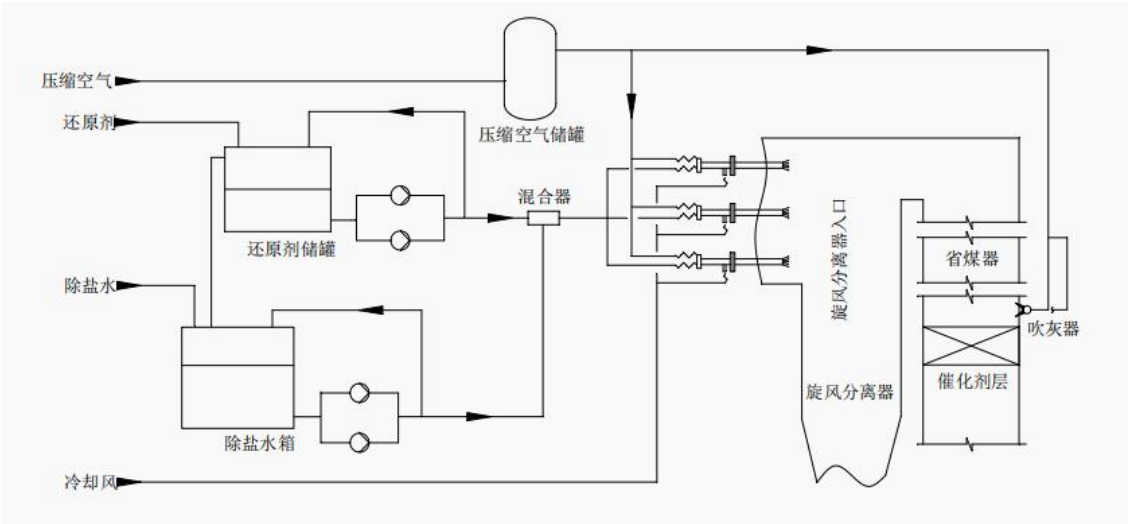 压缩空气
还原剂
压缩空气储罐
混合器
还原剂储罐
旋风分离器入口
省煤器
除盐水
吹灰器
催化剂层
旋风分离器
除盐水箱
冷却风